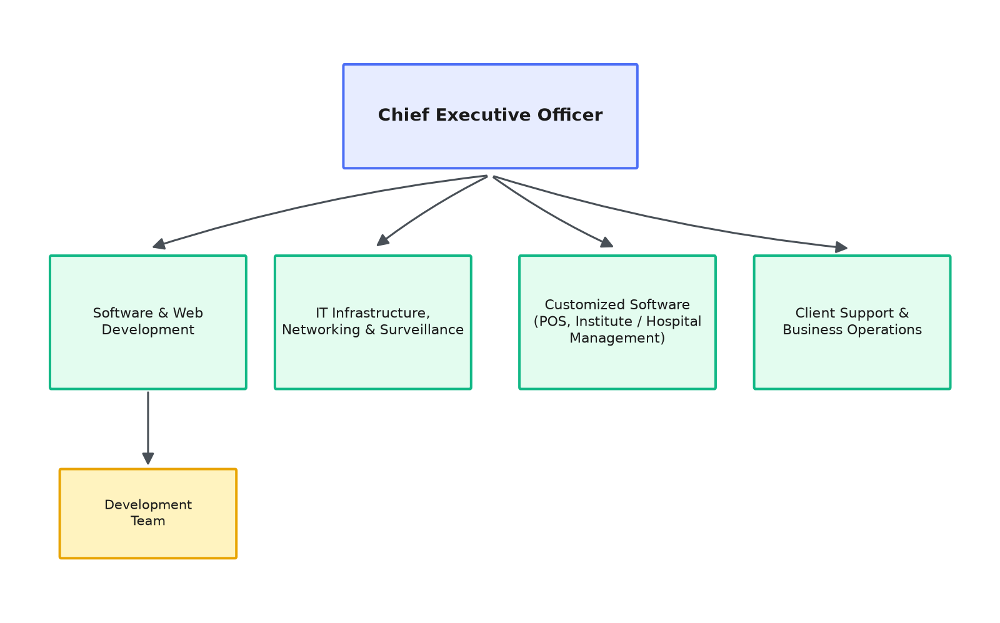 Chief Executive Officer
Software & Web
Development
IT Infrastructure,
Networking & Surveillance
Customized Software
(POS, Institute / Hospital
Management)
Client Support &
Business Operations
Development
Team